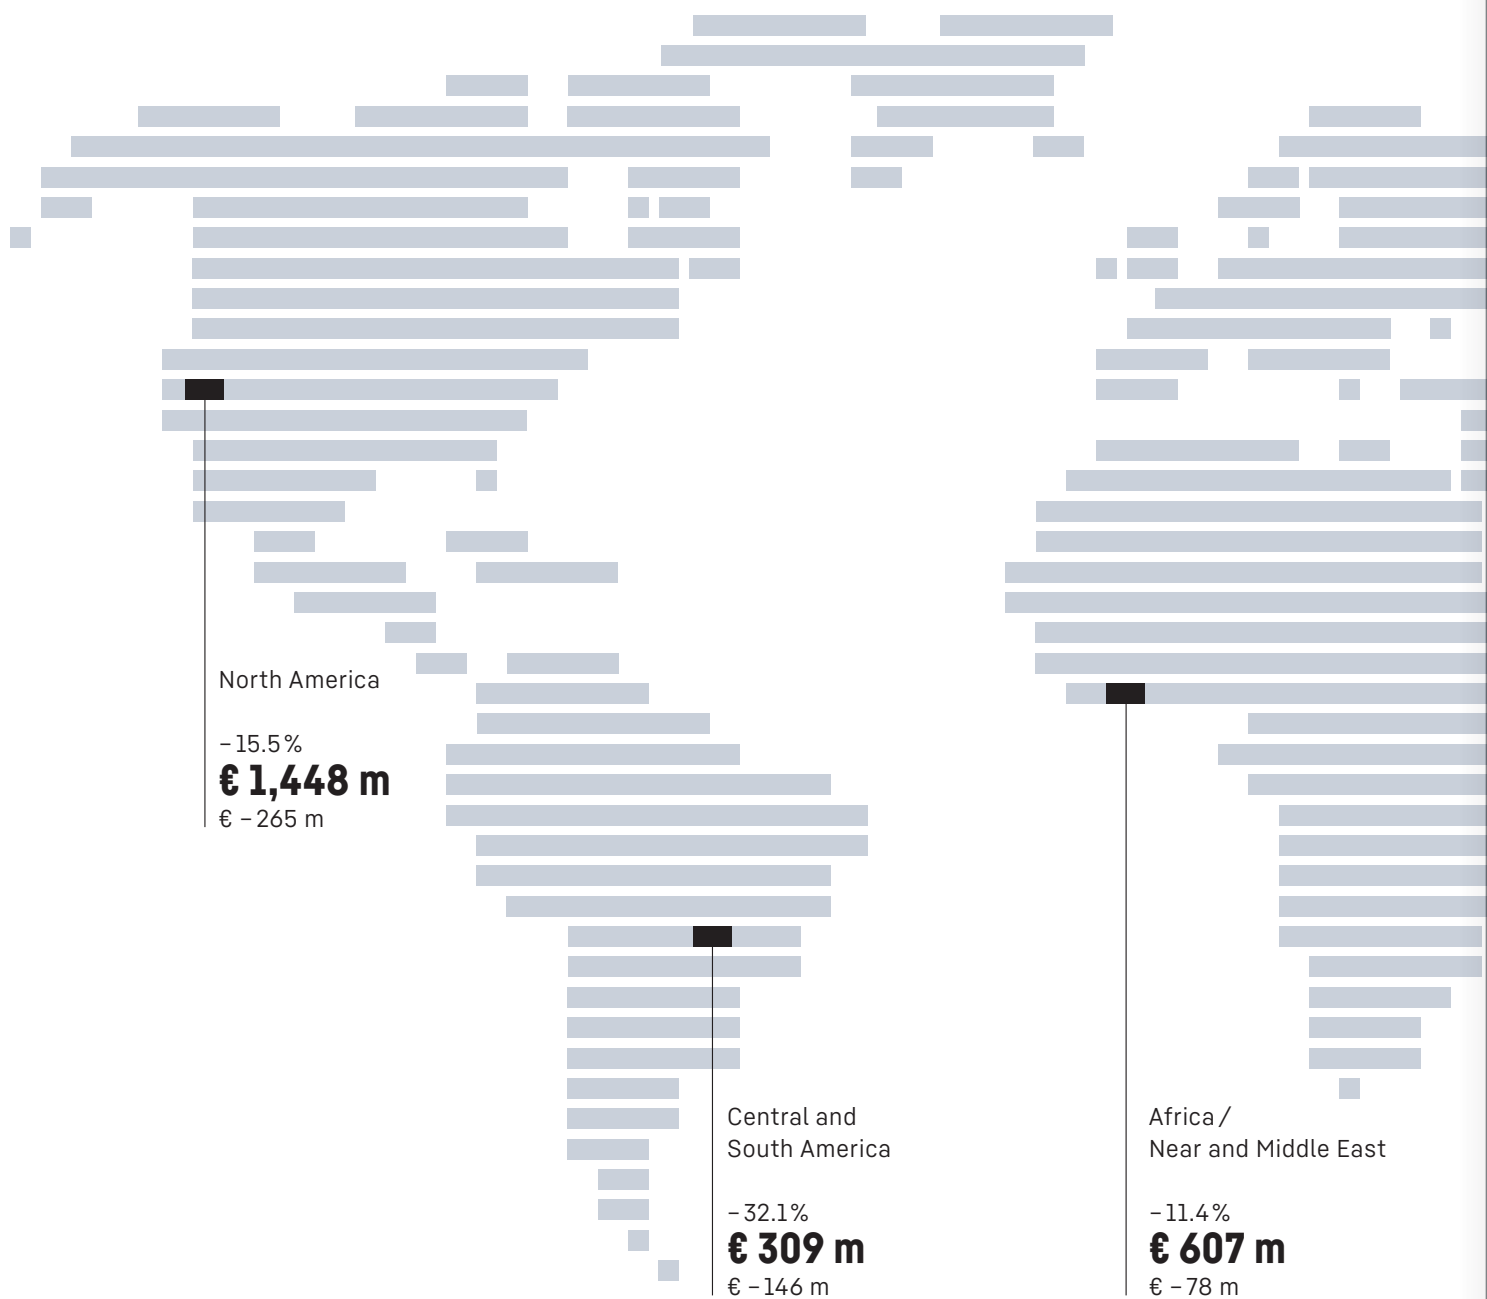 North America
–15.5%
€ 1,448 m
€ –265 m
Central and
South America
–32.1%
€ 309 m
€ –146 m
Africa/
Near and Middle East
–11.4%
€ 607 m
€ –78 m